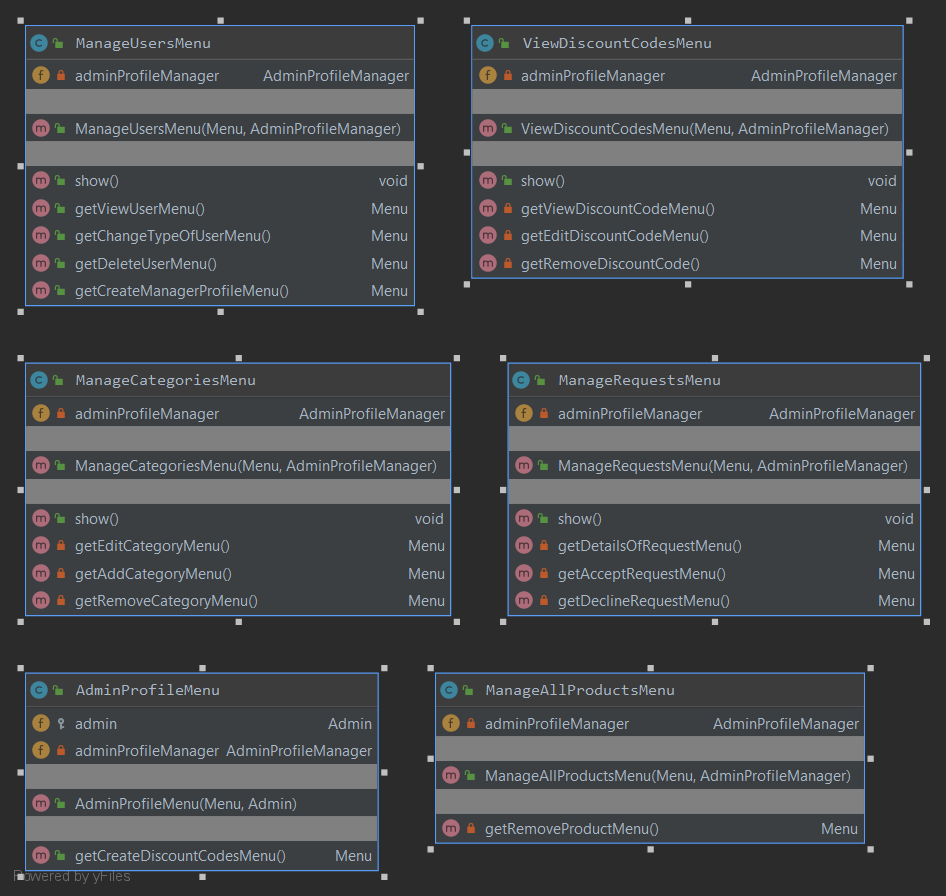 ManageUsersMenu
adminProfileManager AdminProfileManager
ManageUsersMenu(Menu, AdminProfileManager)
show() void
getViewUserMenu() Menu
getChangeTypeOfUserMenu() Menu
getDeleteUserMenu() Menu
getCreateManagerProfileMenu() Menu
ViewDiscountCodesMenu
adminProfileManager AdminProfileManager
ViewDiscountCodesMenu(Menu, AdminProfileManager)
show() void
getViewDiscountCodeMenu() Menu
getEditDiscountCodeMenu() Menu
getRemoveDiscountCode() Menu
ManageCategoriesMenu
adminProfileManager AdminProfileManager
ManageCategoriesMenu(Menu, AdminProfileManager)
show() void
getEditCategoryMenu() Menu
getAddCategoryMenu() Menu
getRemoveCategoryMenu() Menu
ManageRequestsMenu
adminProfileManager AdminProfileManager
ManageRequestsMenu(Menu, AdminProfileManager)
show() void
getDetailsOfRequestMenu() Menu
getAcceptRequestMenu() Menu
getDeclineRequestMenu() Menu
AdminProfileMenu
admin Admin
adminProfileManager AdminProfileManager
AdminProfileMenu(Menu, Admin)
getCreateDiscountCodesMenu() Menu
ManageAllProductsMenu
adminProfileManager AdminProfileManager
ManageAllProductsMenu(Menu, AdminProfileManager)
getRemoveProductMenu() Menu
Powered by yFiles